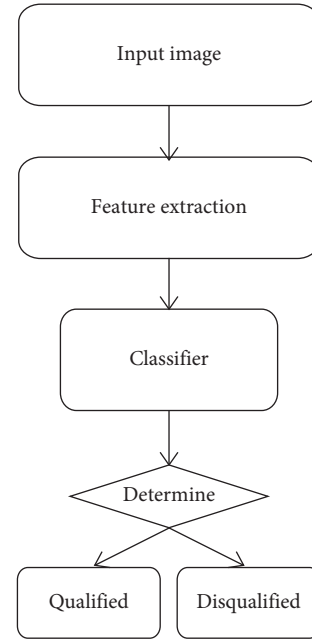 Input image
Feature extraction
Classifier
Determine
Qualified
Disqualified